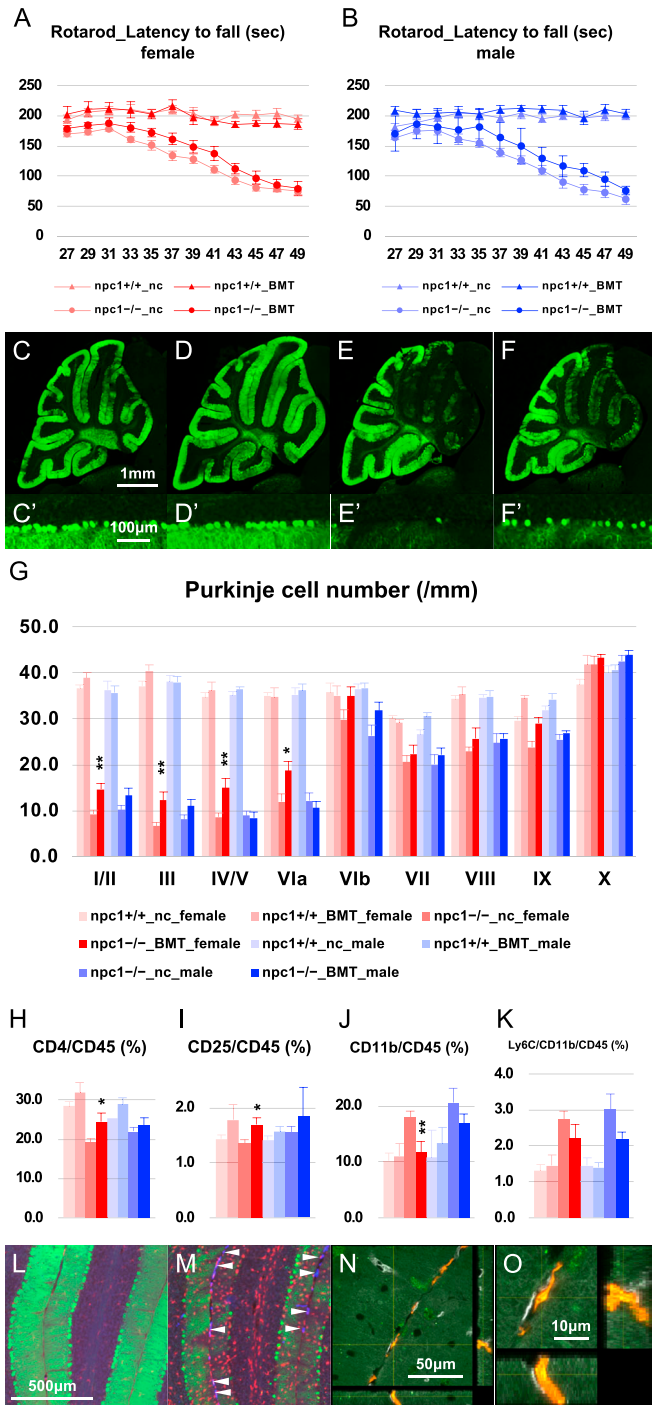 A
Rotarod_Latency to fall (sec)
female
250
200
150
100
50
0
27 29 31 33 35 37 39 41 43 45 47 49
npc1+/+_nc npc1+/+_BMT
npc1−/−_nc npc1−/−_BMT
B
Rotarod_Latency to fall (sec)
male
250
200
150
100
50
0
27 29 31 33 35 37 39 41 43 45 47 49
npc1+/+_nc npc1+/+_BMT
npc1−/−_nc npc1−/−_BMT
C D E F
1mm
C’ D’ E’ F’
100μm
G
Purkinje cell number (/mm)
50.0
40.0
30.0
20.0
10.0
0.0
** ** ** *
I/II III IV/V VIa VIb VII VIII IX X
npc1+/+_nc_female npc1+/+_BMT_female npc1−/−_nc_female
npc1−/−_BMT_female npc1+/+_nc_male npc1+/+_BMT_male
npc1−/−_nc_male npc1−/−_BMT_male
H
CD4/CD45 (%)
30.0
20.0
10.0
0.0
*
I
CD25/CD45 (%)
2.0
1.0
0.0
*
J
CD11b/CD45 (%)
20.0
10.0
0.0
**
K
Ly6C/CD11b/CD45 (%)
4.0
3.0
2.0
1.0
0.0
L M N O
500μm
50μm
10μm